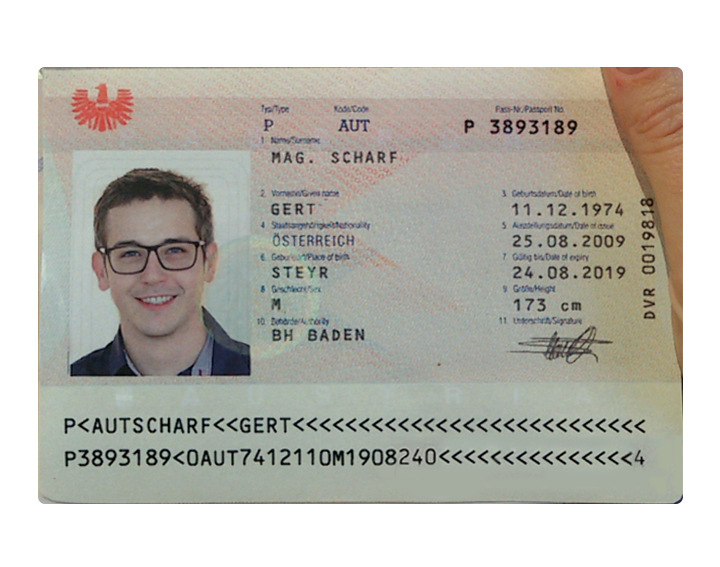 Typ/Type Kode/Code Pass-Nr./Passport No.
P AUT P 3893189
1 Name/Surname
MAG. SCHARF
2 Vorname/Given name 3 Geburtsdatum/Date of birth
GERT 11.12.1974
4 Staatsangehörigkeit/Nationality 5 Ausstellungsdatum/Date of issue
ÖSTERREICH 25.08.2009
6 Geburtsort/Place of birth 7 Gültig bis/Date of expiry
STEYR 24.08.2019
8 Geschlecht/Sex 9 Größe/Height
M 173 cm
10 Behörde/Authority 11 Unterschrift/Signature
BH BADEN
DVR 0019818
P<AUTSCHARF<<GERT<<<<<<<<<<<<<<<<<<<<<<<<<<<
P3893189<0AUT7412110M1908240<<<<<<<<<<<<<<<4